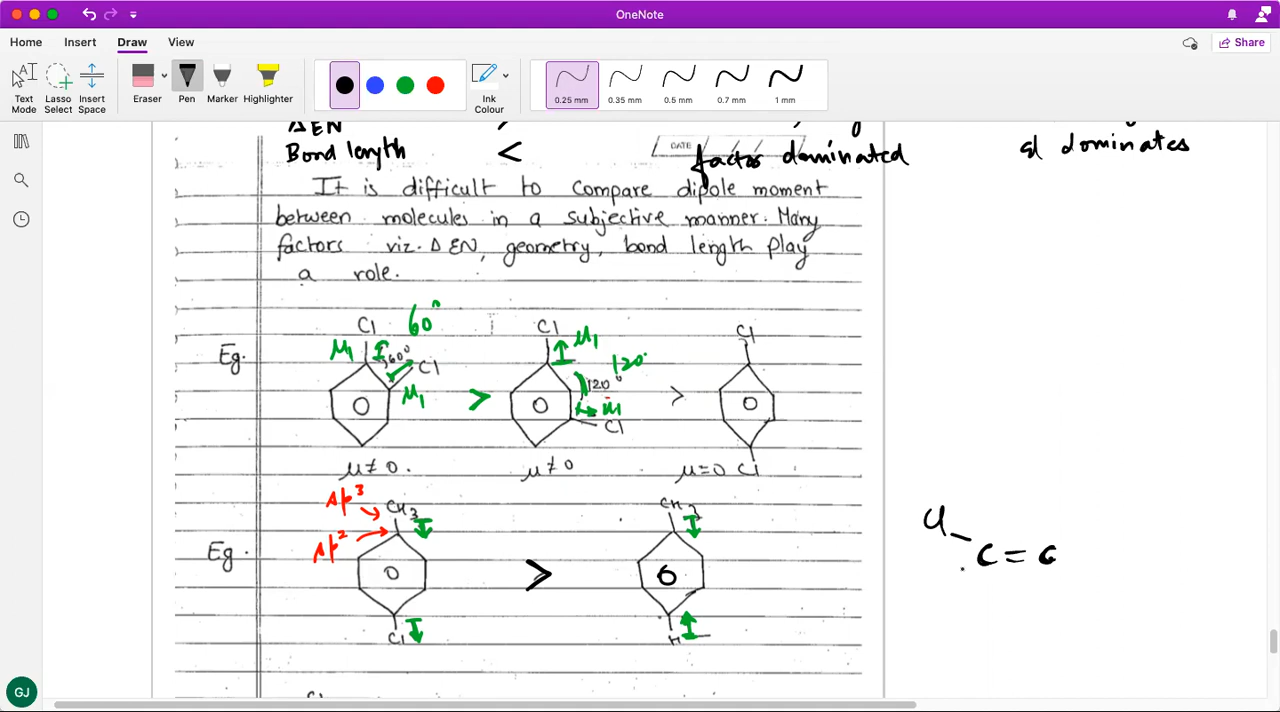 OneNote
Home Insert Draw View
Share
Text Mode
Lasso Select
Insert Space
Eraser
Pen
Marker
Highlighter
0.25 mm
0.35 mm
0.5 mm
0.7 mm
1 mm
Ink Colour
ΔEN
Bond length <
DATE
factor dominated
dominates
It is difficult to compare dipole moment
between molecules in a subjective manner. Many
factors viz. ΔEN, geometry, bond length play
a role.
Eg.
Cl 60°
μ1 60° Cl
μ1
>
Cl μ1
120°
120°
μ1
Cl
>
Cl
Cl
μ≠0.
μ≠0
μ=0
Eg.
sp³
CH3
sp²
Cl
>
CH3
H
Cl
C = C
GJ